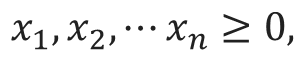 x₁, x₂, ⋯ xₙ ≥ 0,